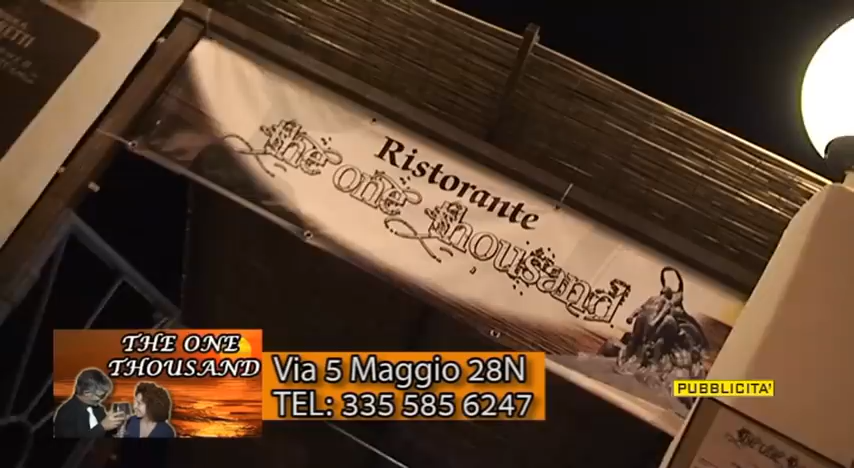 Ristorante
the one thousand
THE ONE
THOUSAND
Via 5 Maggio 28N
TEL: 335 585 6247
PUBBLICITA'